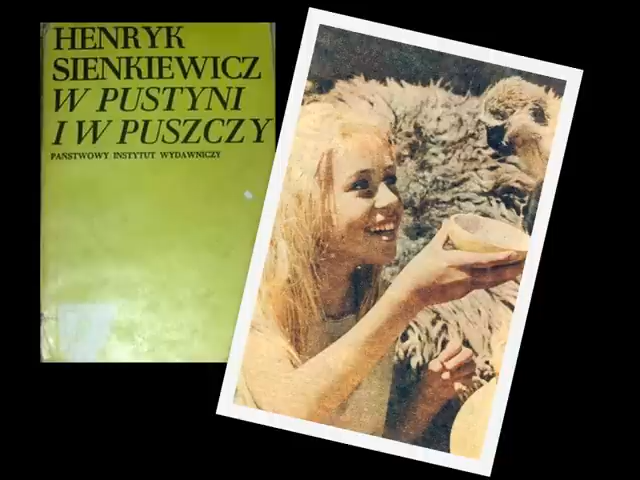 HENRYK
SIENKIEWICZ
W PUSTYNI
I W PUSZCZY
PAŃSTWOWY INSTYTUT WYDAWNICZY